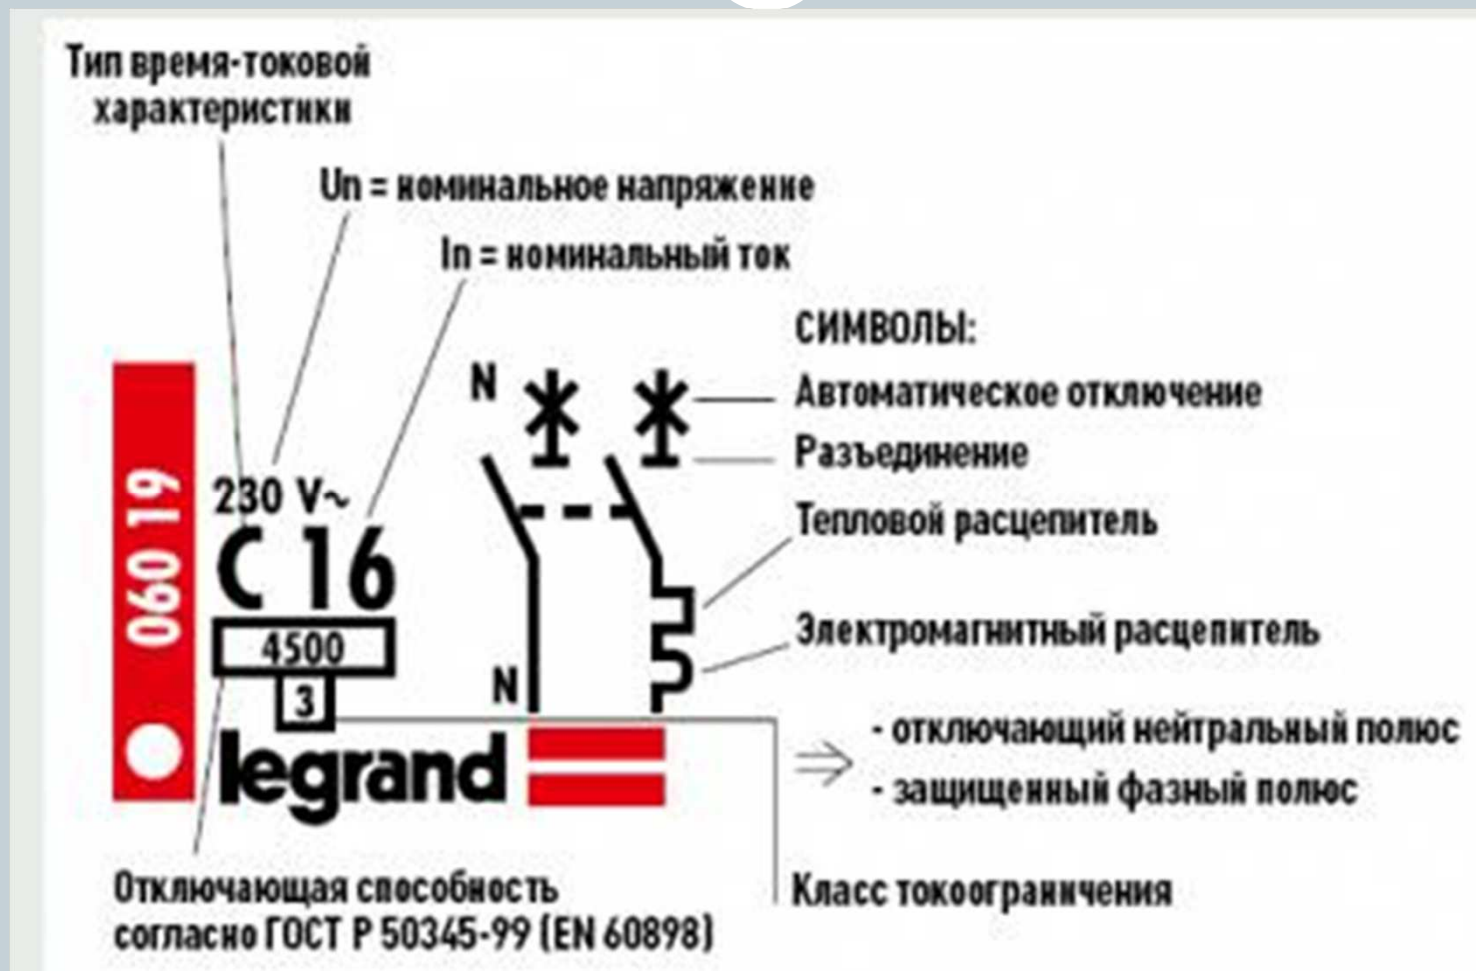 Тип время-токовой
характеристики
Un = номинальное напряжение
In = номинальный ток
СИМВОЛЫ:
N
Автоматическое отключение
Разъединение
060 19
230 V~
C 16
Тепловой расцепитель
4500
3
Электромагнитный расцепитель
N
legrand
- отключающий нейтральный полюс
- защищенный фазный полюс
Отключающая способность
согласно ГОСТ Р 50345-99 (EN 60898)
Класс токоограничения